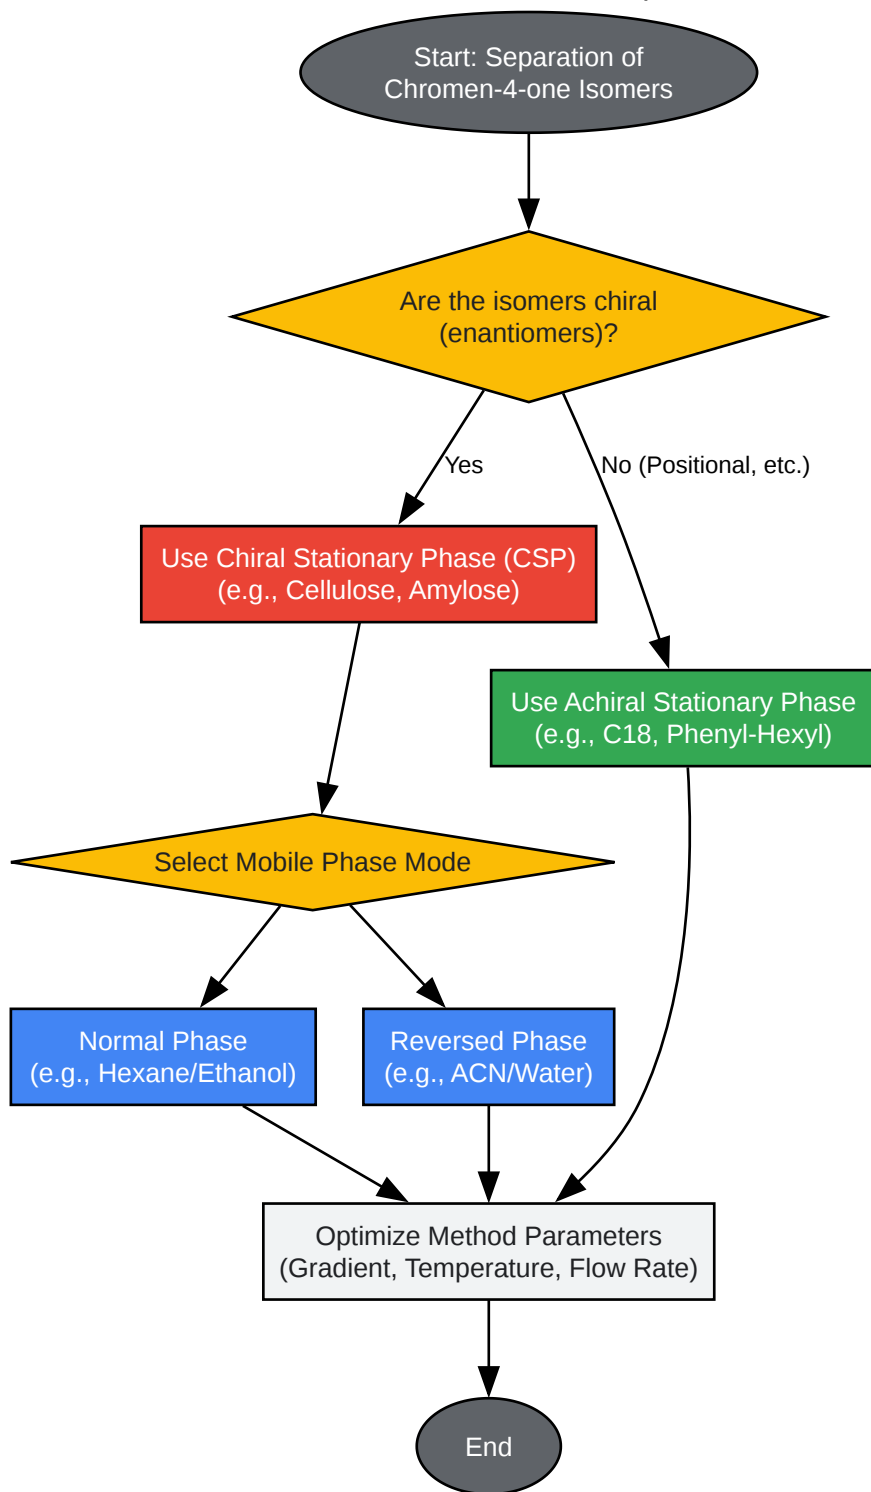 Start: Separation of
Chromen-4-one Isomers
Are the isomers chiral
(enantiomers)?
Yes
No (Positional, etc.)
Use Chiral Stationary Phase (CSP)
(e.g., Cellulose, Amylose)
Use Achiral Stationary Phase
(e.g., C18, Phenyl-Hexyl)
Select Mobile Phase Mode
Normal Phase
(e.g., Hexane/Ethanol)
Reversed Phase
(e.g., ACN/Water)
Optimize Method Parameters
(Gradient, Temperature, Flow Rate)
End